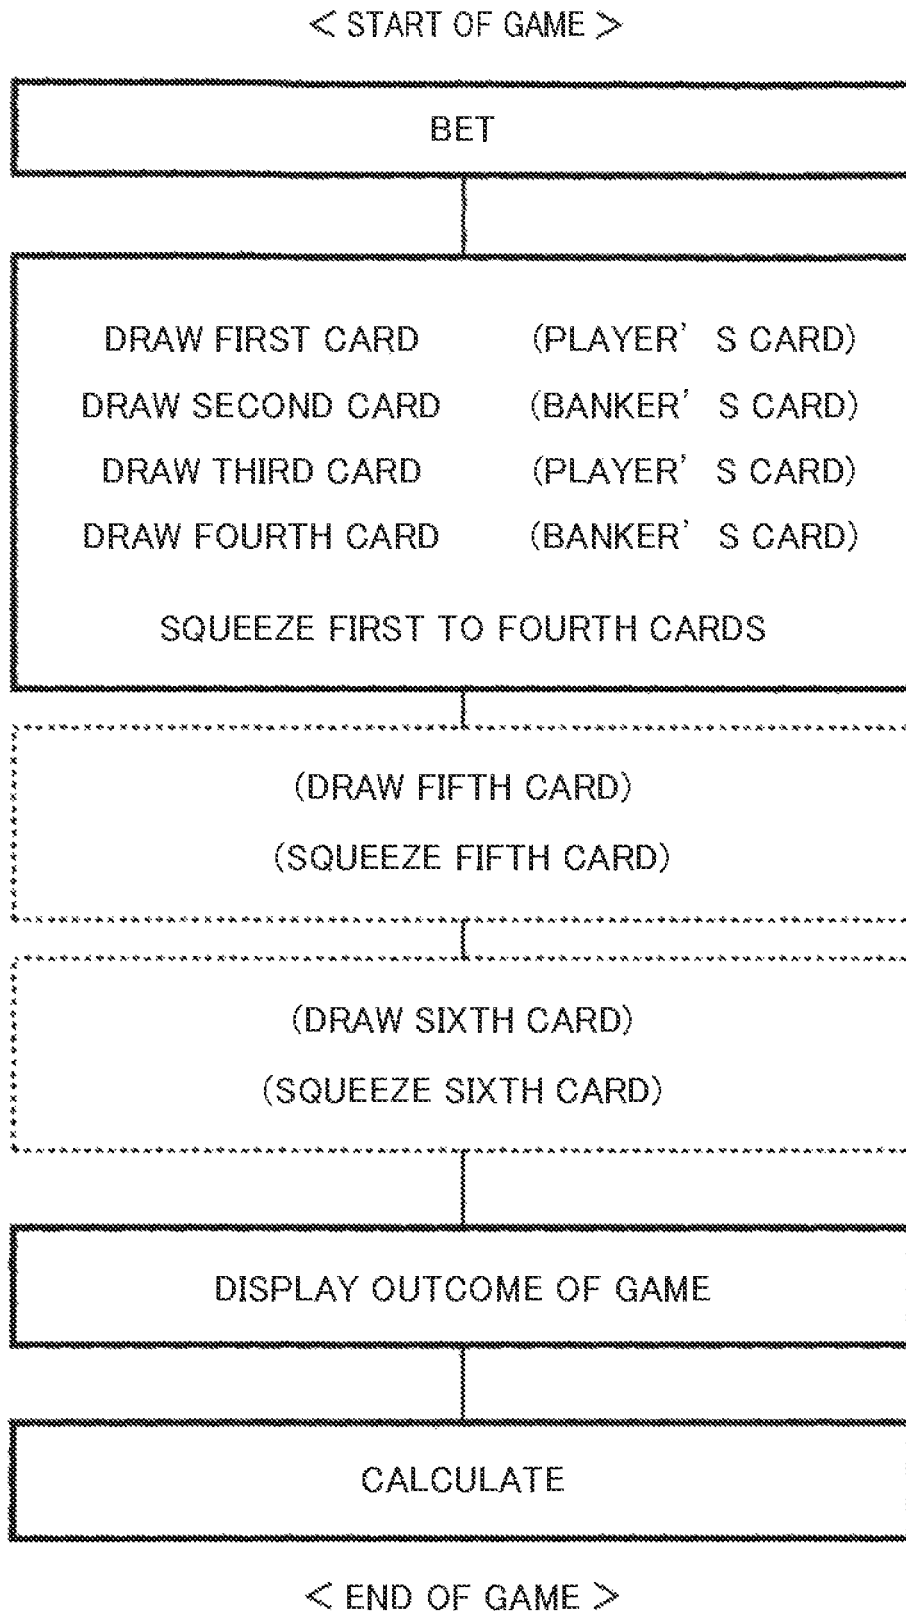 < START OF GAME >
BET
DRAW FIRST CARD (PLAYER' S CARD)
DRAW SECOND CARD (BANKER' S CARD)
DRAW THIRD CARD (PLAYER' S CARD)
DRAW FOURTH CARD (BANKER' S CARD)
SQUEEZE FIRST TO FOURTH CARDS
(DRAW FIFTH CARD)
(SQUEEZE FIFTH CARD)
(DRAW SIXTH CARD)
(SQUEEZE SIXTH CARD)
DISPLAY OUTCOME OF GAME
CALCULATE
< END OF GAME >